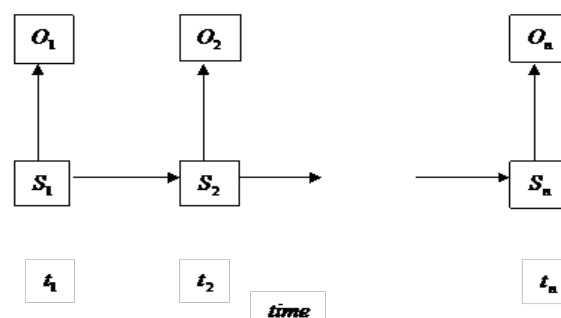 O₁ O₂ Oₙ
S₁ S₂ Sₙ
t₁ t₂ tₙ
time